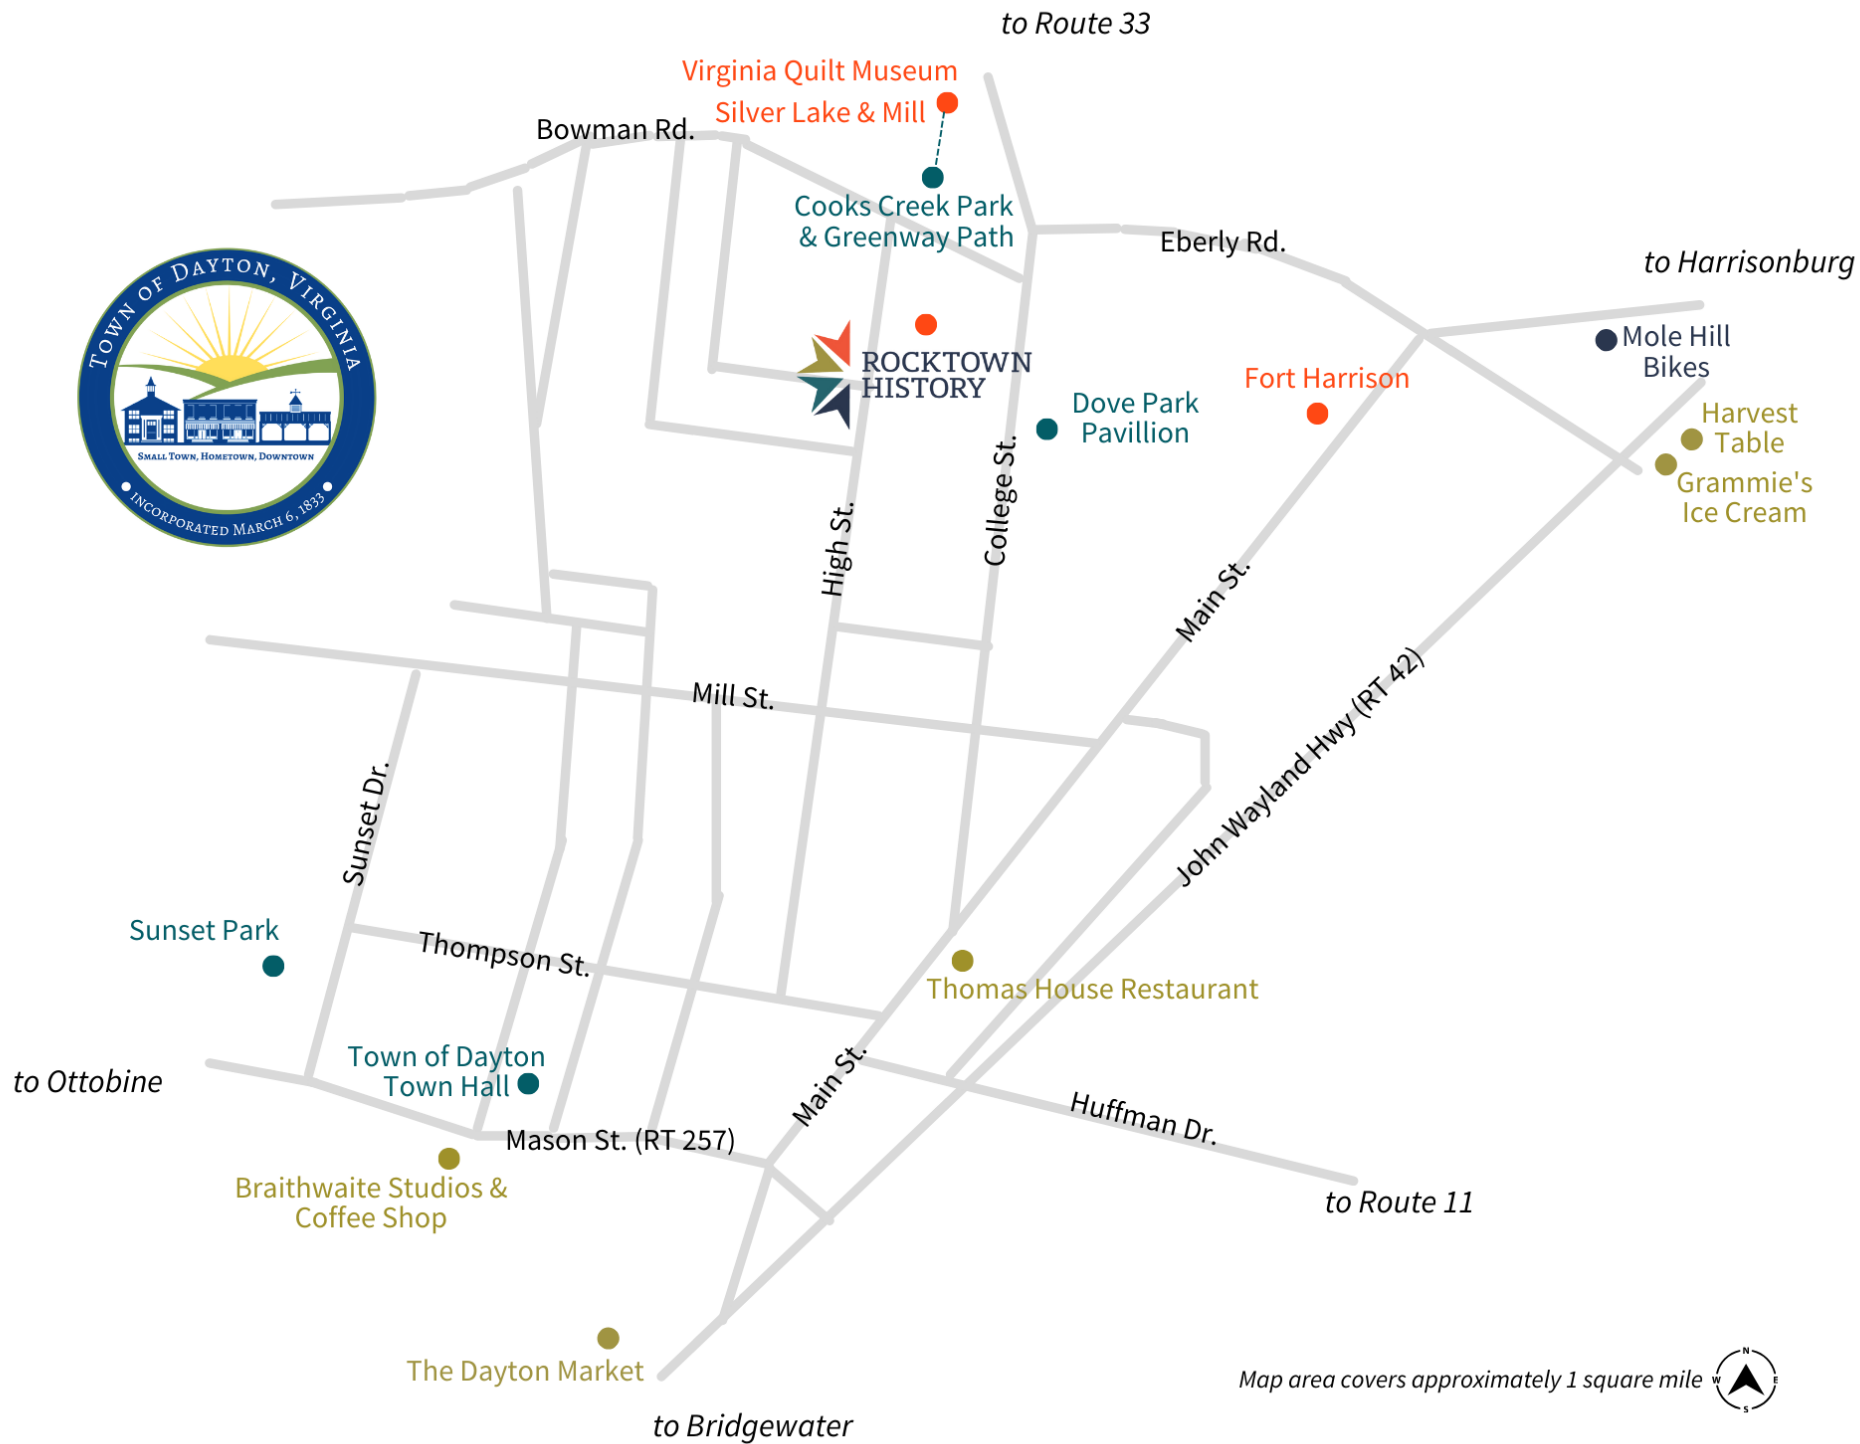 to Route 33
Virginia Quilt Museum
Silver Lake & Mill
Bowman Rd.
Cooks Creek Park
& Greenway Path
Eberly Rd.
to Harrisonburg
TOWN OF DAYTON, VIRGINIA
SMALL TOWN, HOMETOWN, DOWNTOWN
INCORPORATED MARCH 6, 1833
ROCKTOWN
HISTORY
Mole Hill
Bikes
Fort Harrison
Dove Park
Pavillion
Harvest
Table
Grammie's
Ice Cream
High St.
College St.
Main St.
Mill St.
John Wayland Hwy (RT 42)
Sunset Dr.
Sunset Park
Thompson St.
Thomas House Restaurant
Town of Dayton
Town Hall
to Ottobine
Main St.
Huffman Dr.
Mason St. (RT 257)
Braithwaite Studios &
Coffee Shop
to Route 11
The Dayton Market
to Bridgewater
Map area covers approximately 1 square mile
N
W
E
S